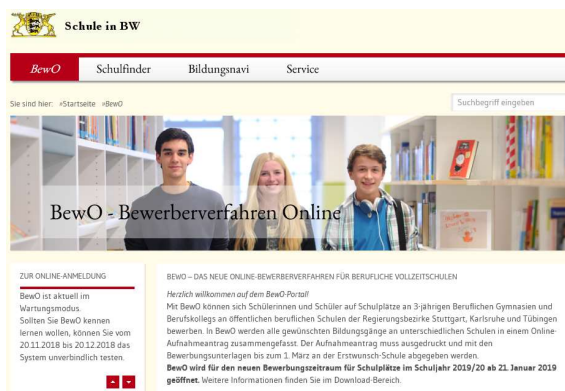 Schule in BW
BewO Schulfinder Bildungsnavi Service
Sie sind hier: »Startseite »BewO
Suchbegriff eingeben
BewO - Bewerberverfahren Online
ZUR ONLINE-ANMELDUNG
BewO ist aktuell im
Wartungsmodus.
Sollten Sie BewO kennen
lernen wollen, können Sie vom
20.11.2018 bis 20.12.2018 das
System unverbindlich testen.
BEWO – DAS NEUE ONLINE-BEWERBERVERFAHREN FÜR BERUFLICHE VOLLZEITSCHULEN
Herzlich willkommen auf dem BewO-Portal!
Mit BewO können sich Schülerinnen und Schüler auf Schulplätze an 3-jährigen Beruflichen Gymnasien und
Berufskollegs an öffentlichen beruflichen Schulen der Regierungsbezirke Stuttgart, Karlsruhe und Tübingen
bewerben. In BewO werden alle gewünschten Bildungsgänge an unterschiedlichen Schulen in einem Online-
Aufnahmeantrag zusammengefasst. Der Aufnahmeantrag muss ausgedruckt und mit den
Bewerbungsunterlagen bis zum 1. März an der Erstwunsch-Schule abgegeben werden.
BewO wird für den neuen Bewerbungszeitraum für Schulplätze im Schuljahr 2019/20 ab 21. Januar 2019
geöffnet. Weitere Informationen finden Sie im Download-Bereich.